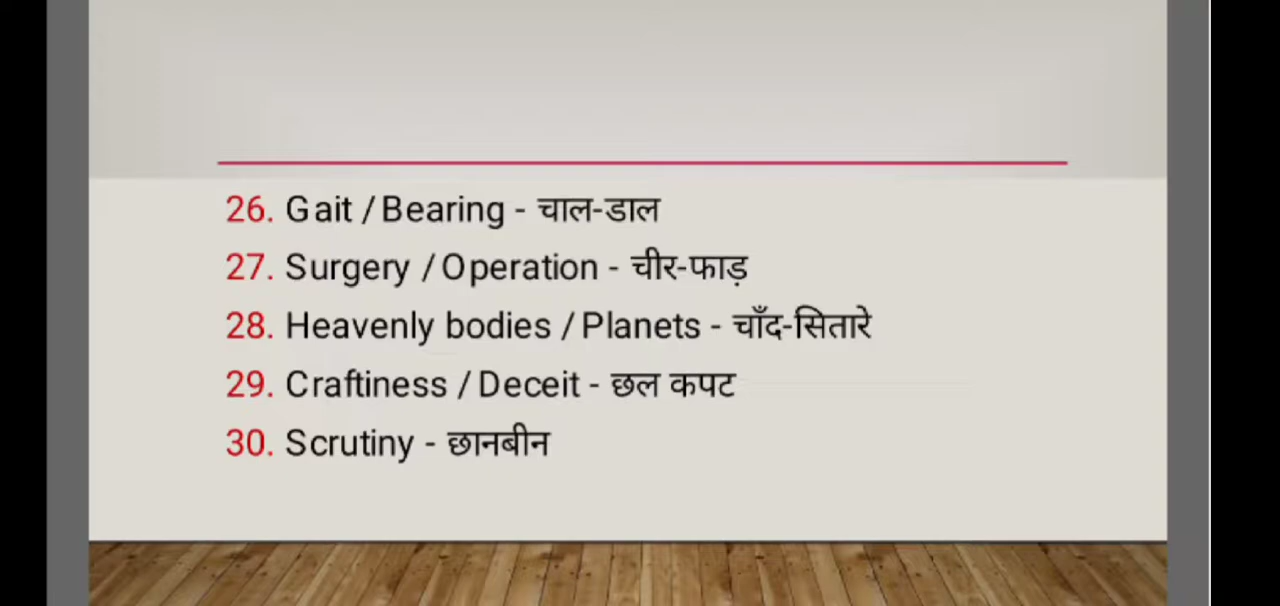 26. Gait / Bearing - चाल-डाल
27. Surgery / Operation - चीर-फाड़
28. Heavenly bodies / Planets - चाँद-सितारे
29. Craftiness / Deceit - छल कपट
30. Scrutiny - छानबीन